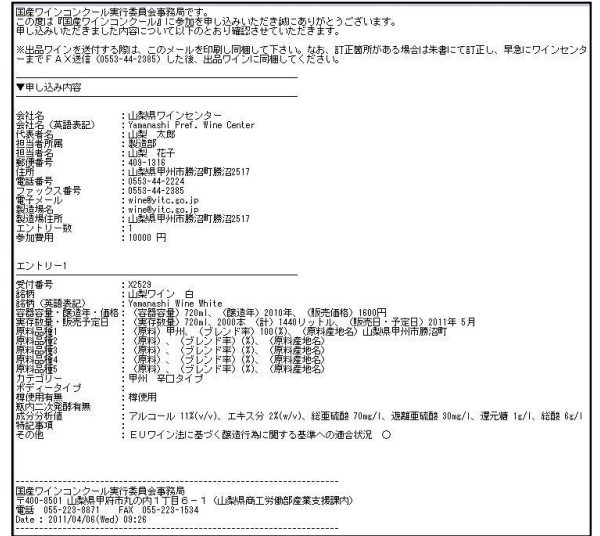 国産ワインコンクール実行委員会事務局です。
この度は『国産ワインコンクール』に参加を申し込みいただき誠にありがとうございます。
申し込みいただきました内容について以下のとおり確認させていただきます。
※出品ワインを送付する際は、このメールを印刷し同梱して下さい。なお、訂正箇所がある場合は朱書にて訂正し、早急にワインセンタ
ーまでＦＡＸ送信（0553-44-2385）した後、出品ワインに同梱してください。
▼申し込み内容
会社名 ：山梨県ワインセンター
会社名（英語表記） ：Yamanashi Pref. Wine Center
代表者名 ：山梨　太郎
担当者所属 ：製造部
担当者名 ：山梨　花子
郵便番号 ：409-1316
住所 ：山梨県甲州市勝沼町勝沼2517
電話番号 ：0553-44-2224
ファックス番号 ：0553-44-2385
電子メール ：wine@yitc.go.jp
製造場名 ：wine@yitc.go.jp
製造場住所 ：山梨県甲州市勝沼町勝沼2517
エントリー数 ：1
参加費用 ：10000 円
エントリー1
受付番号 ：X2529
銘柄 ：山梨ワイン　白
銘柄（英語表記） ：Yamanashi Wine White
容器容量・醸造年・価格：（容器容量）720ml、（醸造年）2010年、（販売価格）1600円
実存数量・販売予定日 ：（実存数量）720ml、2000本 （計）1440リットル、（販売日・予定日）2011年 5月
原料品種1 ：（原料）甲州、（ブレンド率）100(%)、（原料産地名）山梨県甲州市勝沼町
原料品種2 ：（原料）、（ブレンド率）(%)、（原料産地名）
原料品種3 ：（原料）、（ブレンド率）(%)、（原料産地名）
原料品種4 ：（原料）、（ブレンド率）(%)、（原料産地名）
原料品種5 ：（原料）、（ブレンド率）(%)、（原料産地名）
カテゴリー ：甲州　辛口タイプ
ボディータイプ ：
樽使用有無 ：樽使用
瓶内二次発酵有無 ：
成分分析値 ：アルコール 11%(v/v)、エキス分 2%(w/v)、総亜硫酸 70mg/l、遊離亜硫酸 30mg/l、還元糖 1g/l、総酸 6g/l
特記事項 ：
その他 ：ＥＵワイン法に基づく醸造行為に関する基準への適合状況　○
国産ワインコンクール実行委員会事務局
〒400-8501 山梨県甲府市丸の内１丁目６－１（山梨県商工労働部産業支援課内）
電話　055-223-8871　FAX 055-223-1534
Date : 2011/04/06(Wed) 09:26